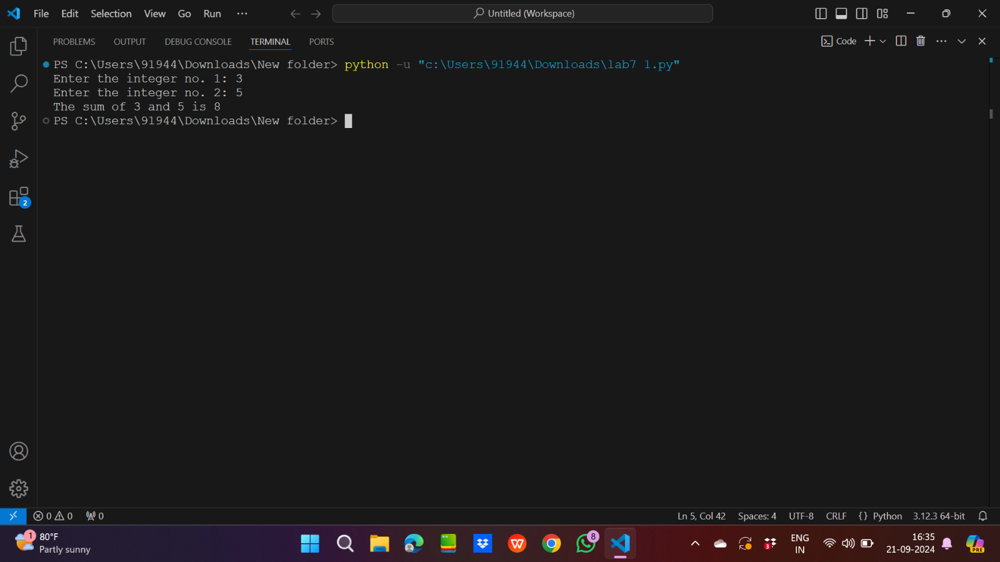 File Edit Selection View Go Run ···
Untitled (Workspace)
PROBLEMS OUTPUT DEBUG CONSOLE TERMINAL PORTS
Code
PS C:\Users\91944\Downloads\New folder> python -u "c:\Users\91944\Downloads\lab7 1.py"
Enter the integer no. 1: 3
Enter the integer no. 2: 5
The sum of 3 and 5 is 8
PS C:\Users\91944\Downloads\New folder>
2
0 0 0
Ln 5, Col 42 Spaces: 4 UTF-8 CRLF {} Python 3.12.3 64-bit
1
80°F
Partly sunny
W
8
3
ENG
IN
16:35
21-09-2024
PRE